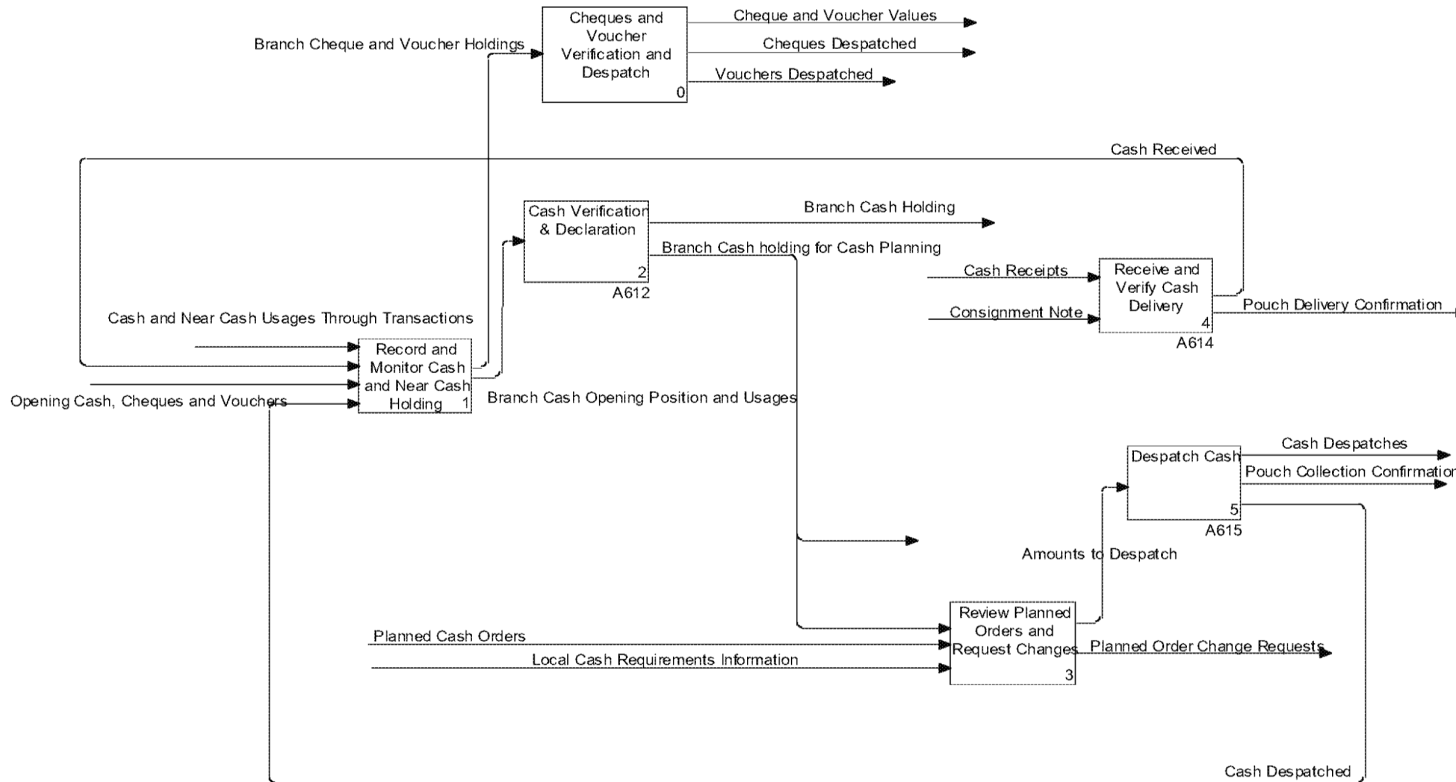 Cheques and
Voucher
Verification and
Despatch
0
Cheque and Voucher Values
Branch Cheque and Voucher Holdings
Cheques Despatched
Vouchers Despatched
Cash Received
Cash Verification
& Declaration
2
A612
Branch Cash Holding
Branch Cash holding for Cash Planning
Cash Receipts
Consignment Note
Receive and
Verify Cash
Delivery
4
A614
Pouch Delivery Confirmation
Cash and Near Cash Usages Through Transactions
Record and
Monitor Cash
and Near Cash
Holding
1
Opening Cash, Cheques and Vouchers
Branch Cash Opening Position and Usages
Despatch Cash
5
A615
Cash Despatches
Pouch Collection Confirmation
Amounts to Despatch
Review Planned
Orders and
Request Changes
3
Planned Cash Orders
Local Cash Requirements Information
Planned Order Change Requests
Cash Despatched